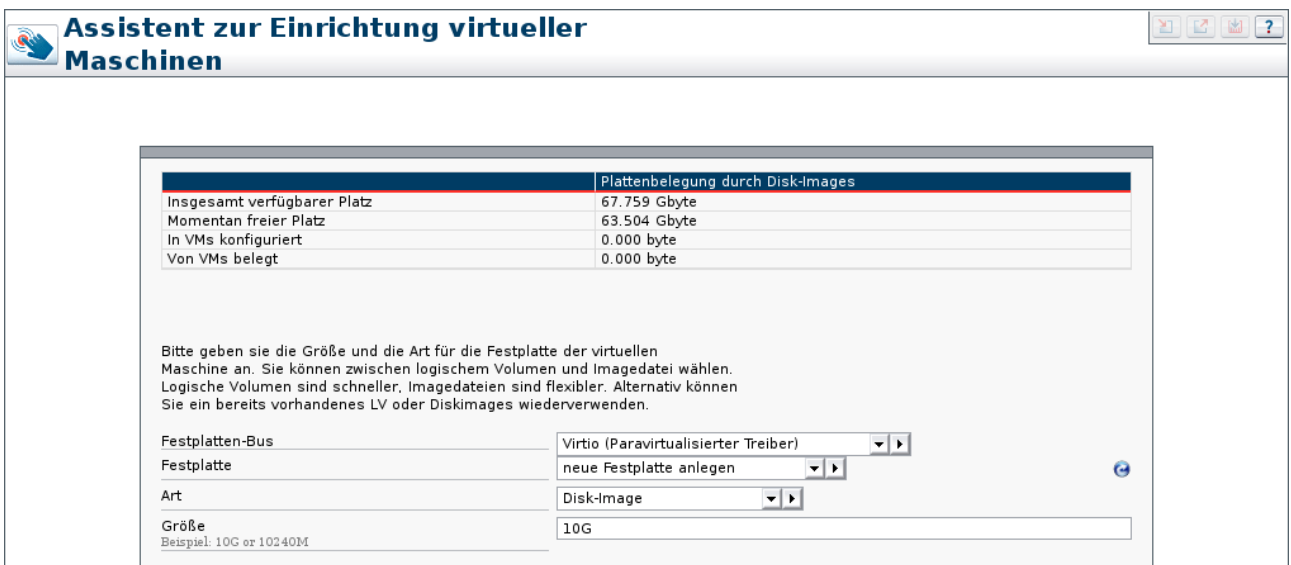 Assistent zur Einrichtung virtueller
Maschinen
?
Plattenbelegung durch Disk-Images
Insgesamt verfügbarer Platz 67.759 Gbyte
Momentan freier Platz 63.504 Gbyte
In VMs konfiguriert 0.000 byte
Von VMs belegt 0.000 byte
Bitte geben sie die Größe und die Art für die Festplatte der virtuellen
Maschine an. Sie können zwischen logischem Volumen und Imagedatei wählen.
Logische Volumen sind schneller, Imagedateien sind flexibler. Alternativ können
Sie ein bereits vorhandenes LV oder Diskimages wiederverwenden.
Festplatten-Bus Virtio (Paravirtualisierter Treiber)
Festplatte neue Festplatte anlegen
Art Disk-Image
Größe 10G
Beispiel: 10G or 10240M